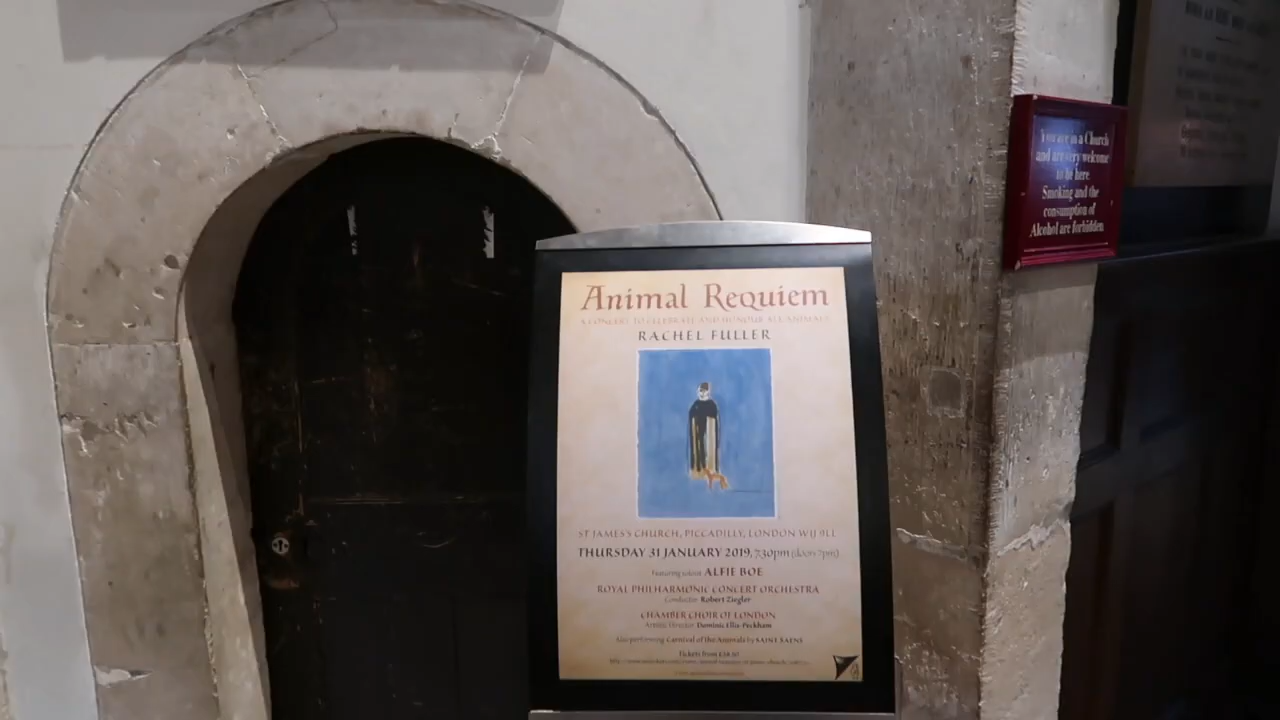 Animal Requiem
A CONCERT TO CELEBRATE AND HONOUR ALL ANIMALS
RACHEL FULLER
ST JAMES'S CHURCH, PICCADILLY, LONDON W1J 9LL
THURSDAY 31 JANUARY 2019, 7.30pm (doors 7pm)
Featuring soloist ALFIE BOE
ROYAL PHILHARMONIC CONCERT ORCHESTRA
Conductor Robert Ziegler
CHAMBER CHOIR OF LONDON
Artistic Director Dominic Ellis-Peckham
Also performing Carnival of the Animals by SAINT SAENS
Tickets from
You are in a Church
and are very welcome
to be here
Smoking and the
consumption of
Alcohol are forbidden